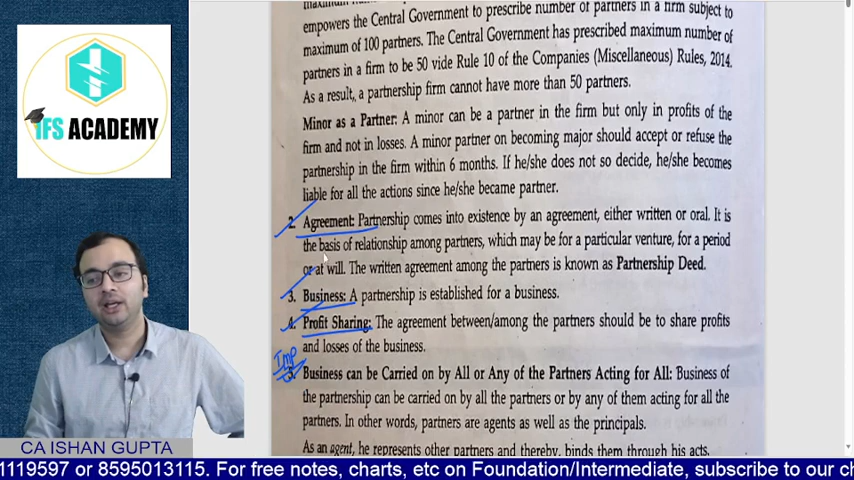 IFS ACADEMY
empowers the Central Government to prescribe number of partners in a firm subject to
maximum of 100 partners. The Central Government has prescribed maximum number of
partners in a firm to be 50 vide Rule 10 of the Companies (Miscellaneous) Rules, 2014.
As a result, a partnership firm cannot have more than 50 partners.
Minor as a Partner: A minor can be a partner in the firm but only in profits of the
firm and not in losses. A minor partner on becoming major should accept or refuse the
partnership in the firm within 6 months. If he/she does not so decide, he/she becomes
liable for all the actions since he/she became partner.
2. Agreement: Partnership comes into existence by an agreement, either written or oral. It is
the basis of relationship among partners, which may be for a particular venture, for a period
or at will. The written agreement among the partners is known as Partnership Deed.
3. Business: A partnership is established for a business.
4. Profit Sharing: The agreement between/among the partners should be to share profits
and losses of the business.
Imp
5. Business can be Carried on by All or Any of the Partners Acting for All: Business of
the partnership can be carried on by all the partners or by any of them acting for all the
partners. In other words, partners are agents as well as the principals.
As an agent, he represents other partners and thereby, binds them through his acts.
CA ISHAN GUPTA
1119597 or 8595013115. For free notes, charts, etc on Foundation/Intermediate, subscribe to our ch